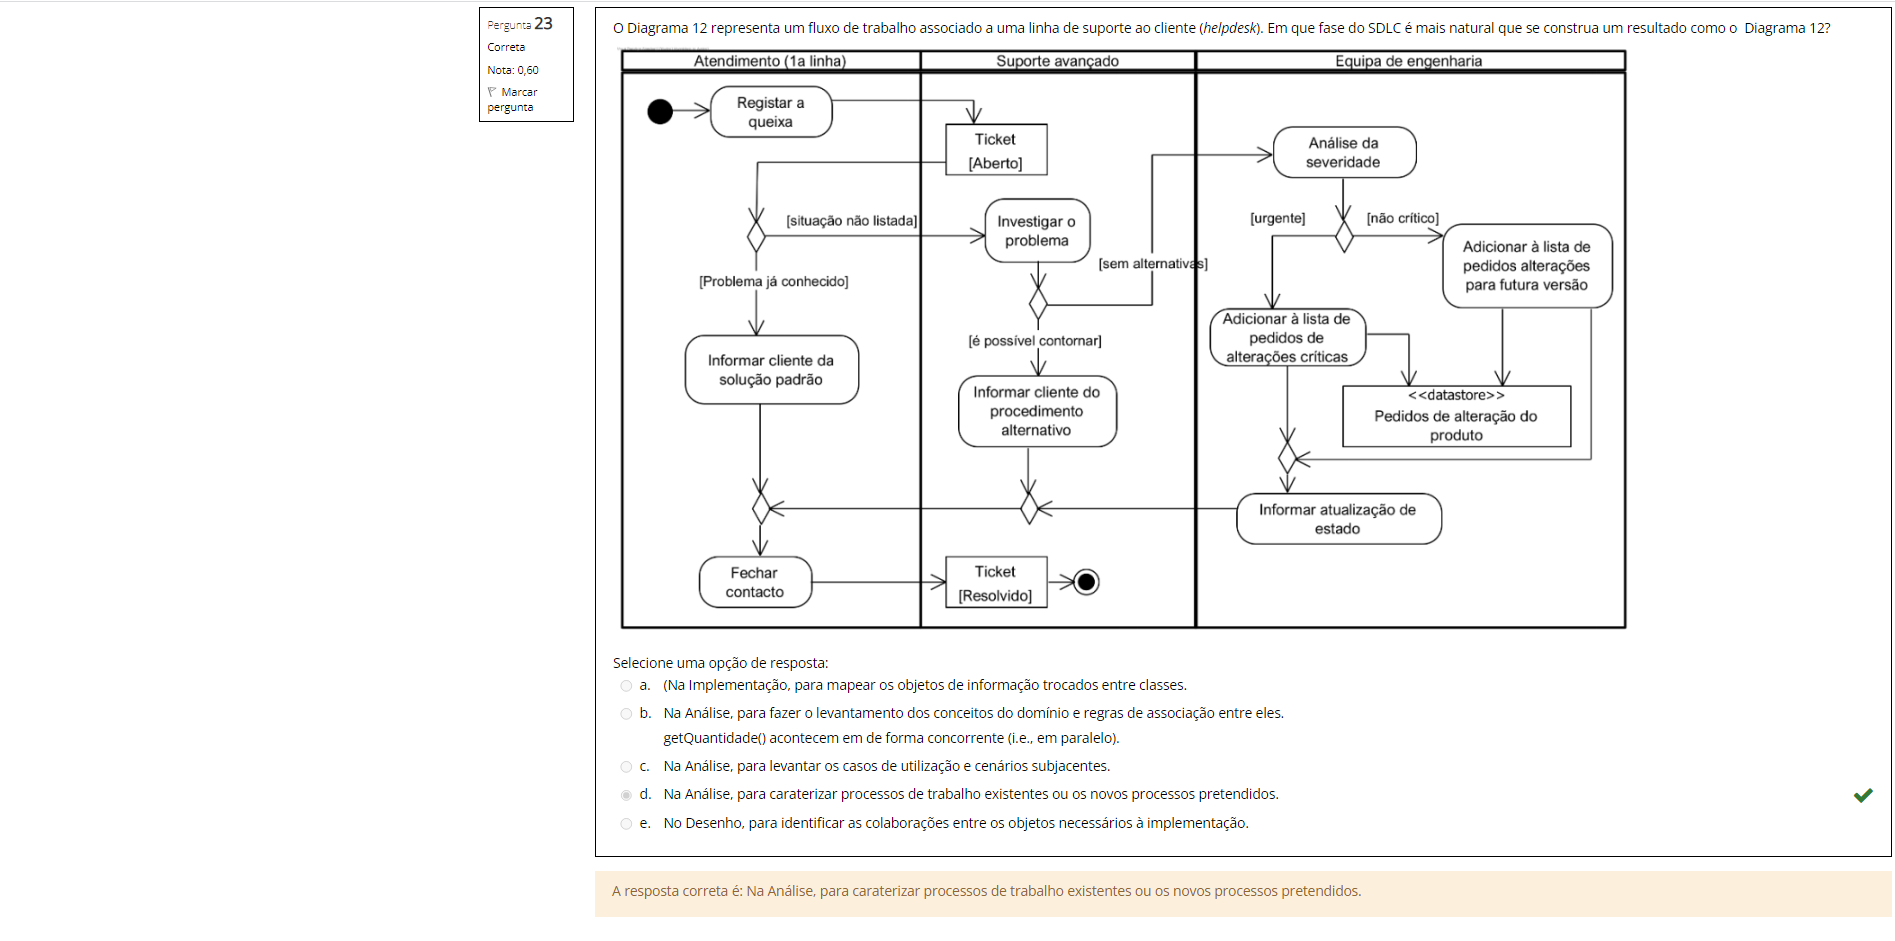 Pergunta 23
Correta
Nota: 0,60
Marcar
pergunta
O Diagrama 12 representa um fluxo de trabalho associado a uma linha de suporte ao cliente (helpdesk). Em que fase do SDLC é mais natural que se construa um resultado como o  Diagrama 12?
Atendimento (1a linha)
Suporte avançado
Equipa de engenharia
Registar a
queixa
Ticket
[Aberto]
Análise da
severidade
[situação não listada]
Investigar o
problema
[urgente]
[não crítico]
Adicionar à lista de
pedidos alterações
para futura versão
[sem alternativas]
[Problema já conhecido]
Adicionar à lista de
pedidos de
alterações críticas
[é possível contornar]
Informar cliente da
solução padrão
Informar cliente do
procedimento
alternativo
<<datastore>>
Pedidos de alteração do
produto
Informar atualização de
estado
Fechar
contacto
Ticket
[Resolvido]
Selecione uma opção de resposta:
a. (Na Implementação, para mapear os objetos de informação trocados entre classes.
b. Na Análise, para fazer o levantamento dos conceitos do domínio e regras de associação entre eles.
getQuantidade() acontecem em de forma concorrente (i.e., em paralelo).
c. Na Análise, para levantar os casos de utilização e cenários subjacentes.
d. Na Análise, para caraterizar processos de trabalho existentes ou os novos processos pretendidos.
e. No Desenho, para identificar as colaborações entre os objetos necessários à implementação.
A resposta correta é: Na Análise, para caraterizar processos de trabalho existentes ou os novos processos pretendidos.